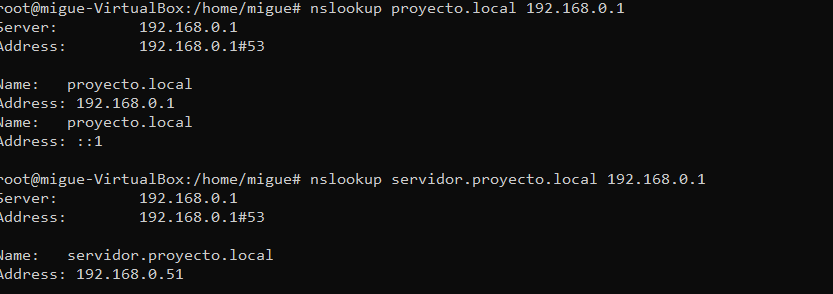 root@migue-VirtualBox:/home/migue# nslookup proyecto.local 192.168.0.1
Server:         192.168.0.1
Address:        192.168.0.1#53
Name:   proyecto.local
Address: 192.168.0.1
Name:   proyecto.local
Address: ::1
root@migue-VirtualBox:/home/migue# nslookup servidor.proyecto.local 192.168.0.1
Server:         192.168.0.1
Address:        192.168.0.1#53
Name:   servidor.proyecto.local
Address: 192.168.0.51